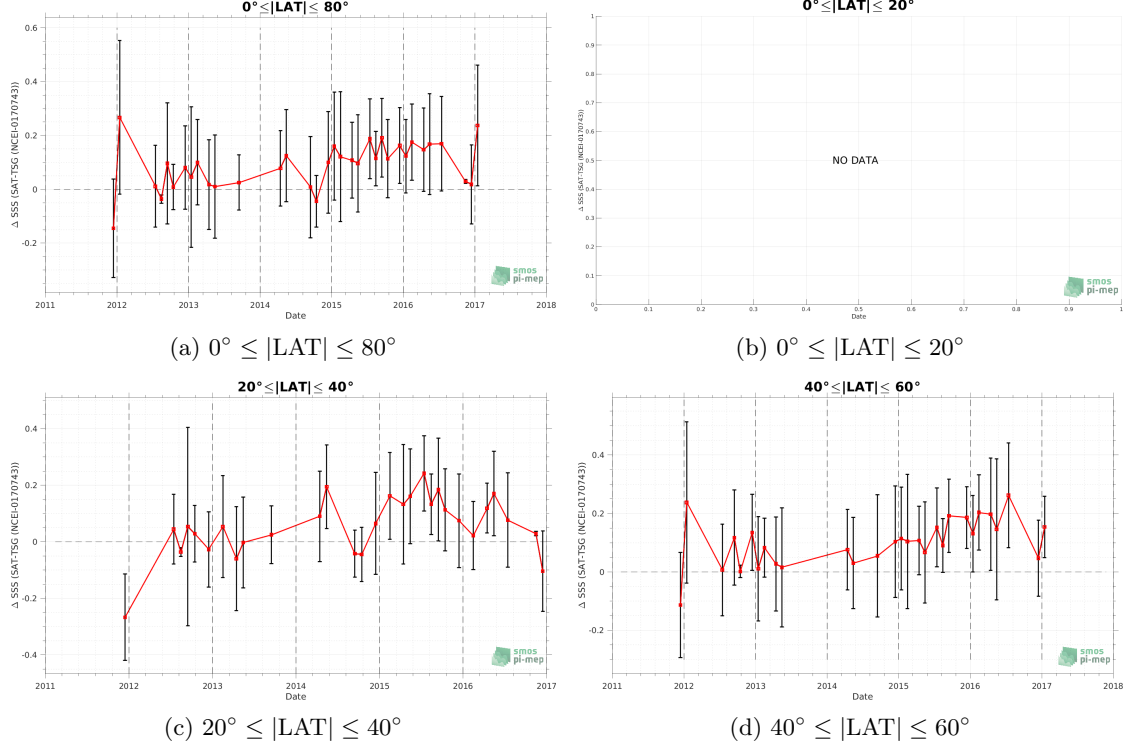 0°≤|LAT|≤ 80°
Δ SSS (SAT-TSG (NCEI-0170743))
0.6
0.4
0.2
0
-0.2
2011 2012 2013 2014 2015 2016 2017 2018
Date
smos
pi-mep
(a) 0° ≤ |LAT| ≤ 80°
0°≤|LAT|≤ 20°
Δ SSS (SAT-TSG (NCEI-0170743))
1
0.9
0.8
0.7
0.6
0.5
0.4
0.3
0.2
0.1
0
NO DATA
0 0.1 0.2 0.3 0.4 0.5 0.6 0.7 0.8 0.9 1
Date
smos
pi-mep
(b) 0° ≤ |LAT| ≤ 20°
20°≤|LAT|≤ 40°
Δ SSS (SAT-TSG (NCEI-0170743))
0.4
0.2
0
-0.2
-0.4
2011 2012 2013 2014 2015 2016 2017
Date
smos
pi-mep
(c) 20° ≤ |LAT| ≤ 40°
40°≤|LAT|≤ 60°
Δ SSS (SAT-TSG (NCEI-0170743))
0.4
0.2
0
-0.2
2011 2012 2013 2014 2015 2016 2017 2018
Date
smos
pi-mep
(d) 40° ≤ |LAT| ≤ 60°